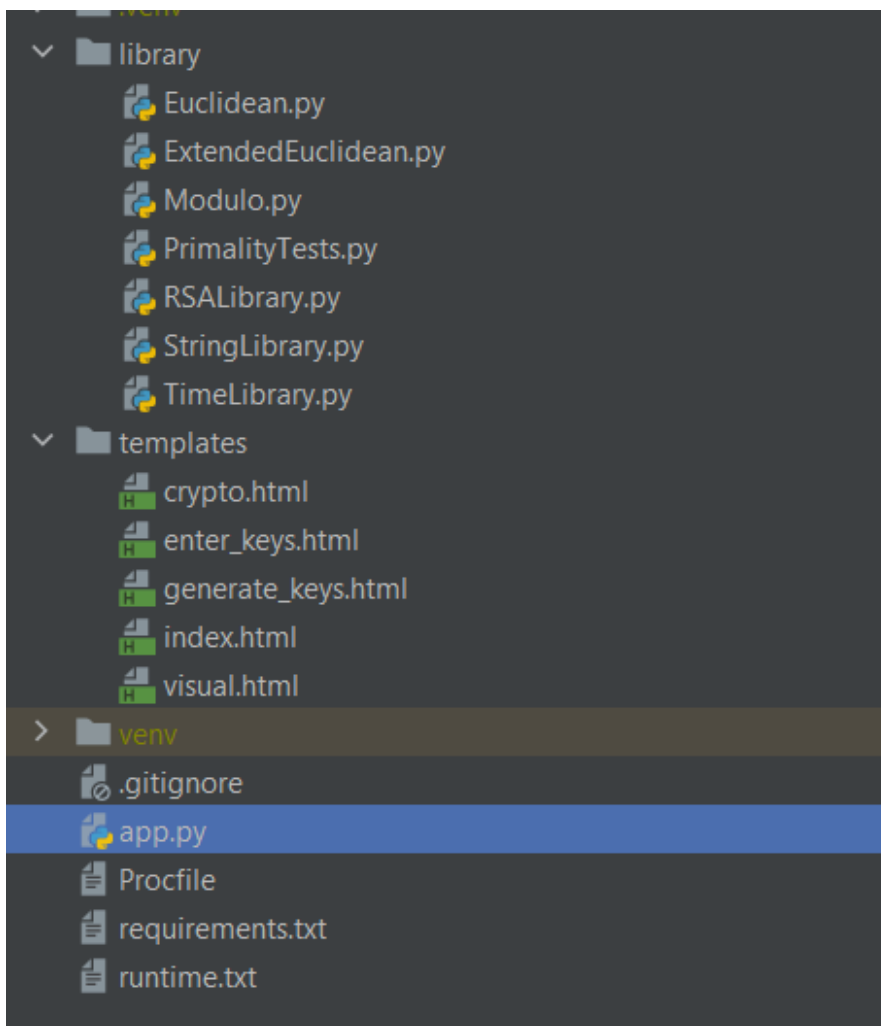 .venv
library
Euclidean.py
ExtendedEuclidean.py
Modulo.py
PrimalityTests.py
RSALibrary.py
StringLibrary.py
TimeLibrary.py
templates
H crypto.html
H enter_keys.html
H generate_keys.html
H index.html
H visual.html
venv
.gitignore
app.py
Procfile
requirements.txt
runtime.txt